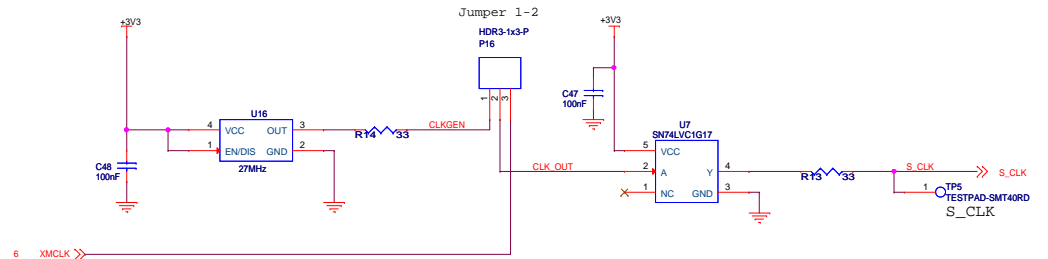 Jumper 1-2
+3V3
HDR3-1x3-P
P16
+3V3
1
2
3
C47
100nF
U16
4
VCC
OUT
3
R14
33
CLKGEN
1
EN/DIS
GND
2
27MHz
C48
100nF
U7
SN74LVC1G17
5
VCC
CLK_OUT
2
A
Y
4
R13
33
S_CLK
S_CLK
1
NC
GND
3
1
TP5
TESTPAD-SMT40RD
S_CLK
6
XMCLK